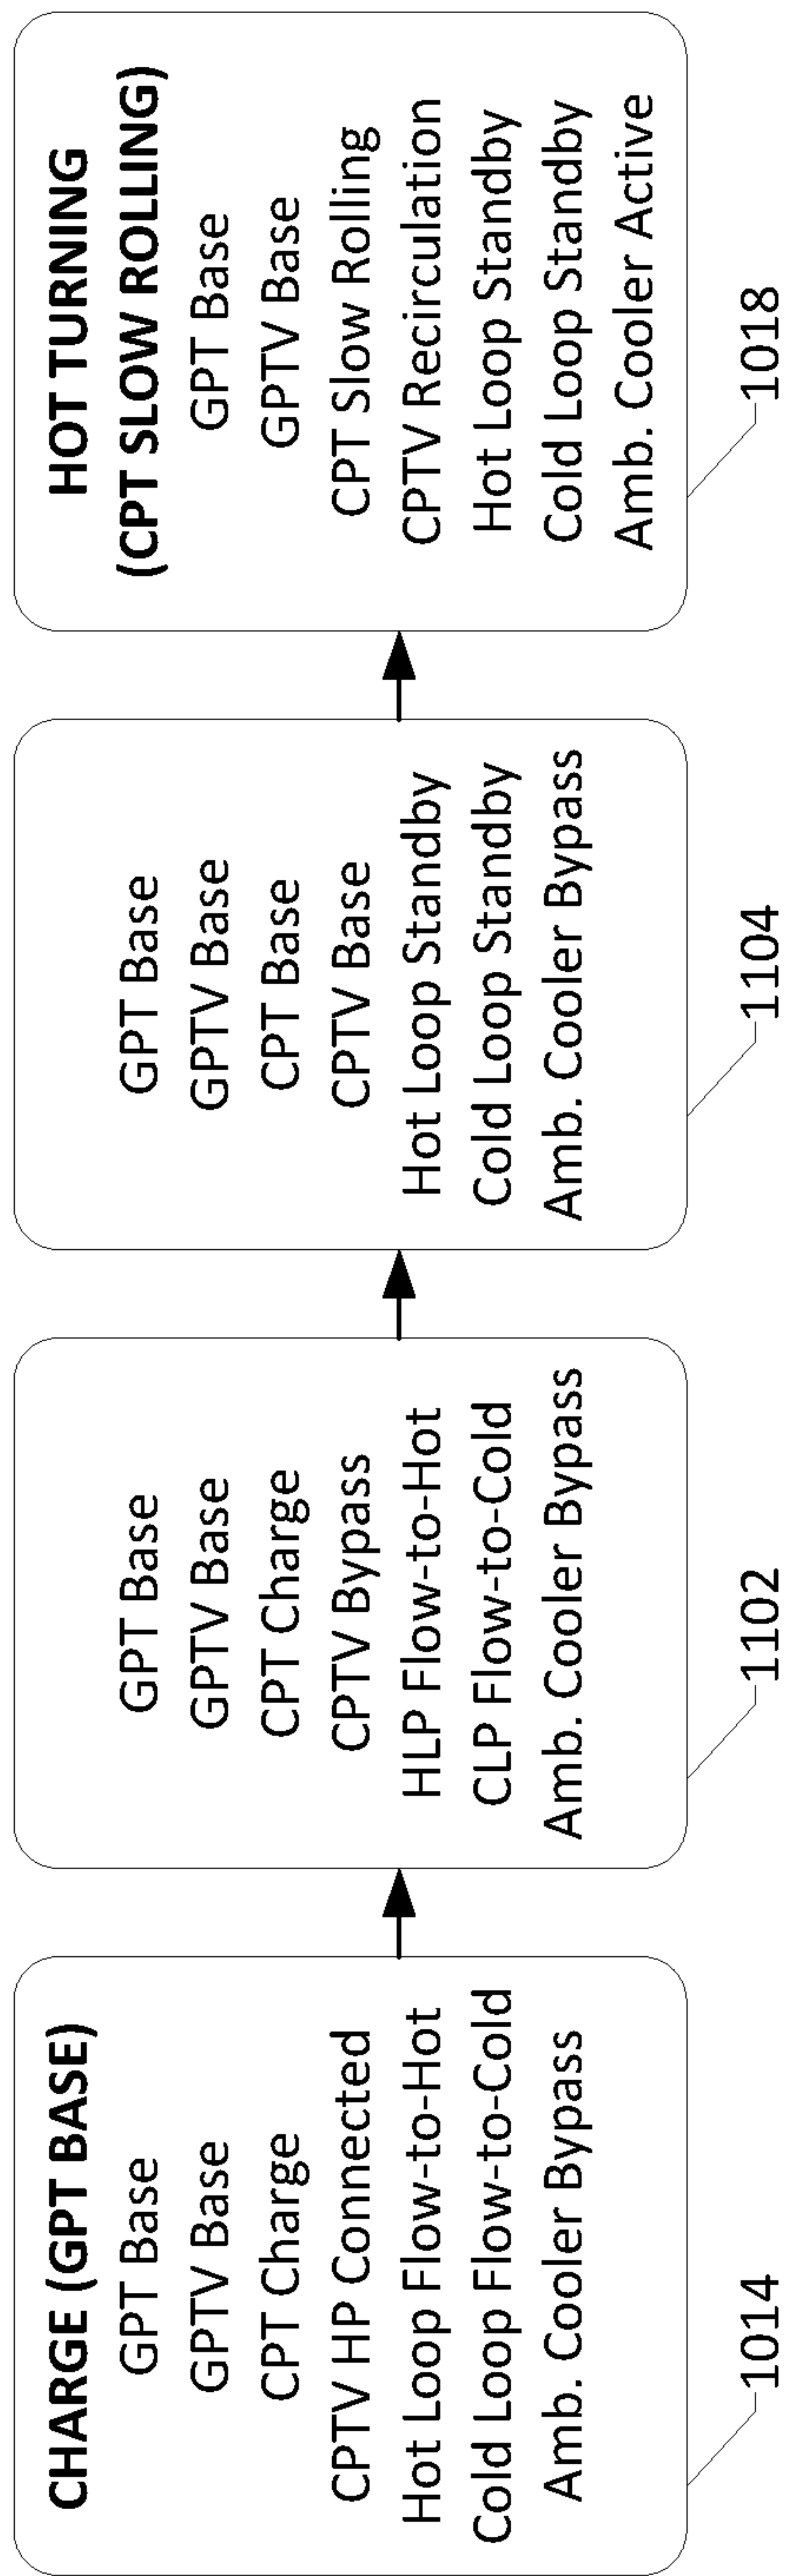 CHARGE (GPT BASE)
GPT Base
GPTV Base
CPT Charge
CPTV HP Connected
Hot Loop Flow-to-Hot
Cold Loop Flow-to-Cold
Amb. Cooler Bypass
1014
GPT Base
GPTV Base
CPT Charge
CPTV Bypass
HLP Flow-to-Hot
CLP Flow-to-Cold
Amb. Cooler Bypass
1102
GPT Base
GPTV Base
CPT Base
CPTV Base
Hot Loop Standby
Cold Loop Standby
Amb. Cooler Bypass
1104
HOT TURNING
(CPT SLOW ROLLING)
GPT Base
GPTV Base
CPT Slow Rolling
CPTV Recirculation
Hot Loop Standby
Cold Loop Standby
Amb. Cooler Active
1018